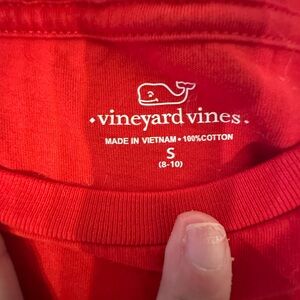 vineyard vines
MADE IN VIETNAM • 100%COTTON
S
(8-10)